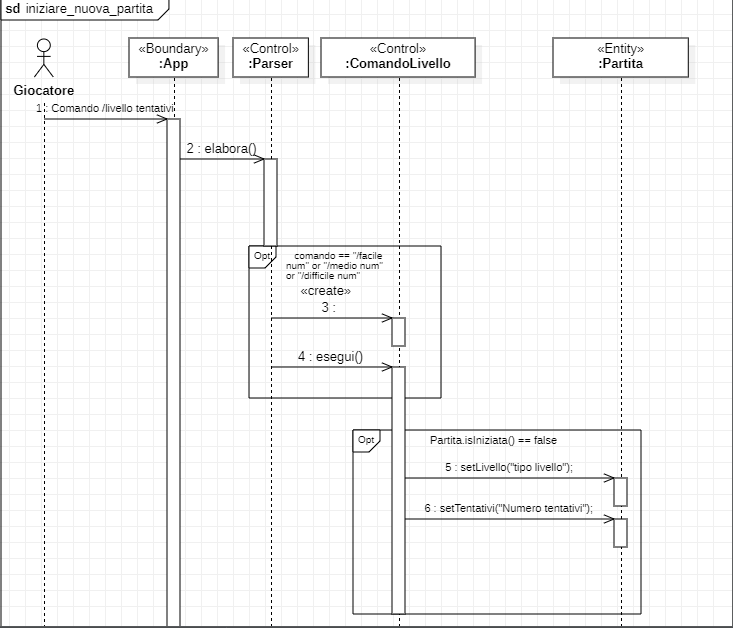 sd iniziare_nuova_partita
«Boundary»
:App
«Control»
:Parser
«Control»
:ComandoLivello
«Entity»
:Partita
Giocatore
1 : Comando /livello tentativi
2 : elabora()
Opt
comando == "/facile
num" or "/medio num"
or "/difficile num"
«create»
3 :
4 : esegui()
Opt
Partita.isIniziata() == false
5 : setLivello("tipo livello");
6 : setTentativi("Numero tentativi");